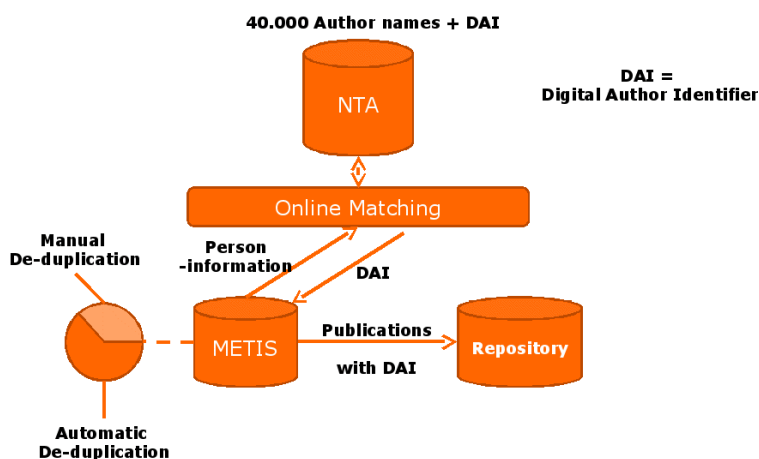 40.000 Author names + DAI
NTA
DAI =
Digital Author Identifier
Online Matching
Manual
De-duplication
Person
-information
DAI
METIS
Publications
with DAI
Repository
Automatic
De-duplication